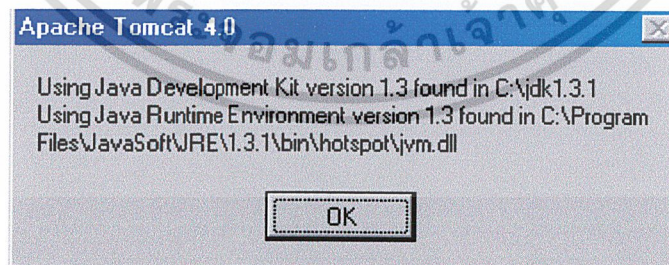 Apache Tomcat 4.0
Using Java Development Kit version 1.3 found in C:\jdk1.3.1
Using Java Runtime Environment version 1.3 found in C:\Program
Files\JavaSoft\JRE\1.3.1\bin\hotspot\jvm.dll
OK